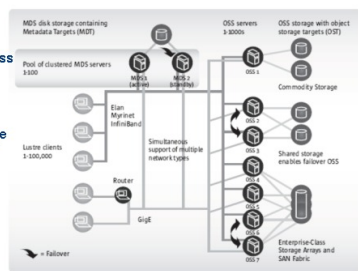 MDS disk storage containing
Metadata Targets (MDT)
OSS servers
1-1000s
OSS storage with object
storage targets (OST)
ss
Pool of clustered MDS servers
1-100
MDS 1
(active)
MDS 2
(standby)
OSS 1
Commodity Storage
Elan
Myrinet
InfiniBand
e
Lustre clients
1-100,000
Simultaneous
support of multiple
network types
OSS 2
OSS 3
Shared storage
enables failover OSS
Router
OSS 4
OSS 5
GigE
OSS 6
= Failover
OSS 7
Enterprise-Class
Storage Arrays and
SAN Fabric